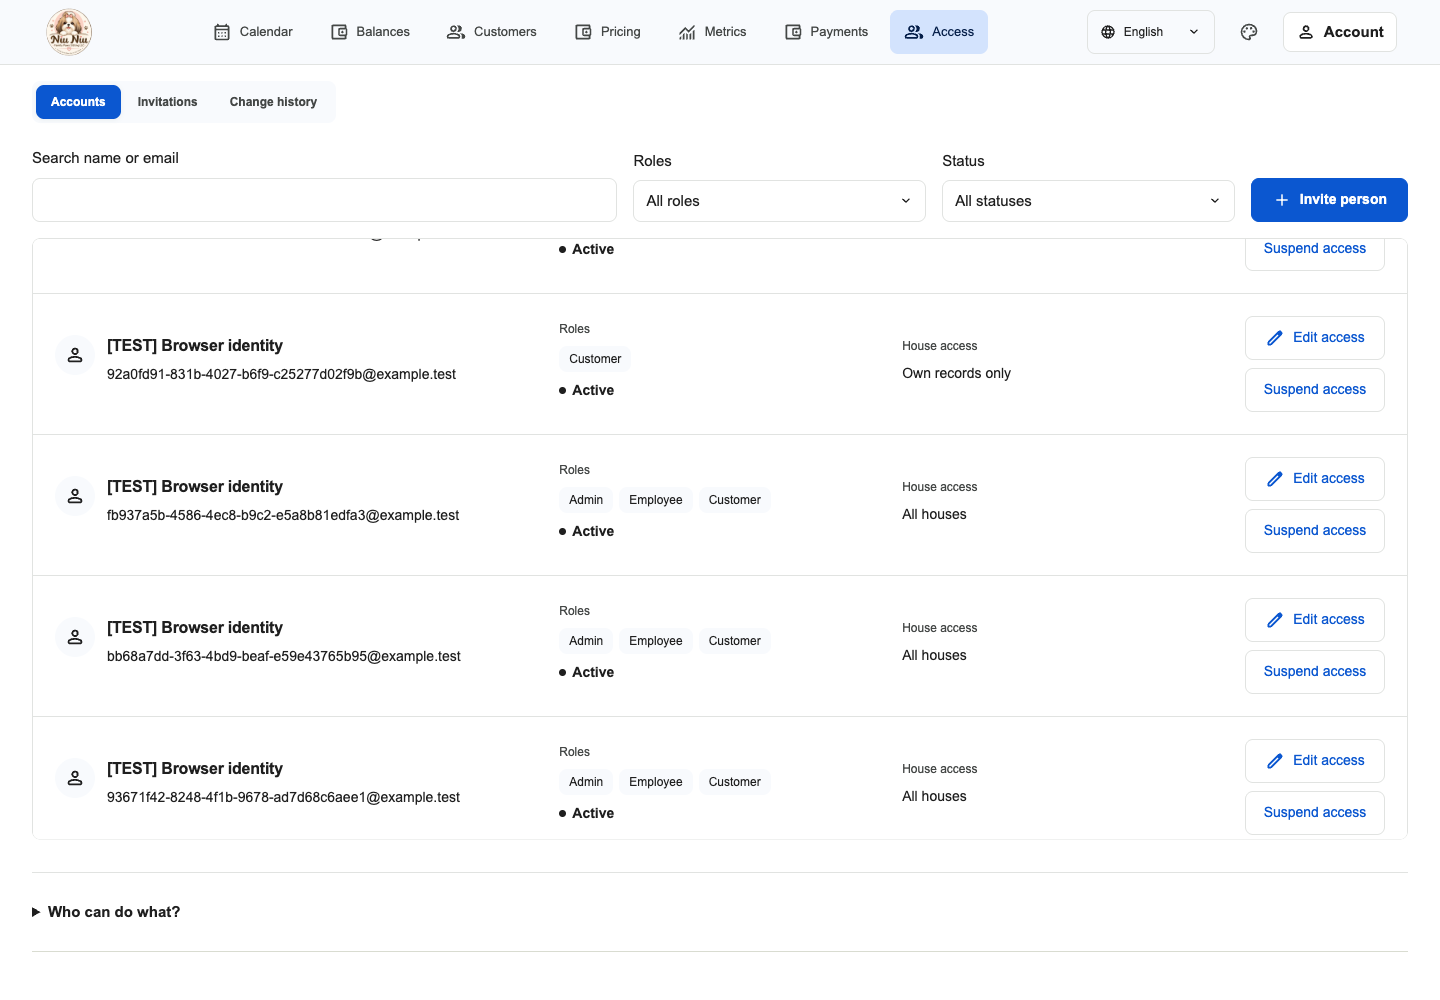 Niu Niu
Calendar
Balances
Customers
Pricing
Metrics
Payments
Access
English
Account
Accounts
Invitations
Change history
Search name or email
Roles
Status
All roles
All statuses
Invite person
Active
Suspend access
[TEST] Browser identity
92a0fd91-831b-4027-b6f9-c25277d02f9b@example.test
Roles
Customer
Active
House access
Own records only
Edit access
Suspend access
[TEST] Browser identity
fb937a5b-4586-4ec8-b9c2-e5a8b81edfa3@example.test
Roles
Admin Employee Customer
Active
House access
All houses
Edit access
Suspend access
[TEST] Browser identity
bb68a7dd-3f63-4bd9-beaf-e59e43765b95@example.test
Roles
Admin Employee Customer
Active
House access
All houses
Edit access
Suspend access
[TEST] Browser identity
93671f42-8248-4f1b-9678-ad7d68c6aee1@example.test
Roles
Admin Employee Customer
Active
House access
All houses
Edit access
Suspend access
Who can do what?